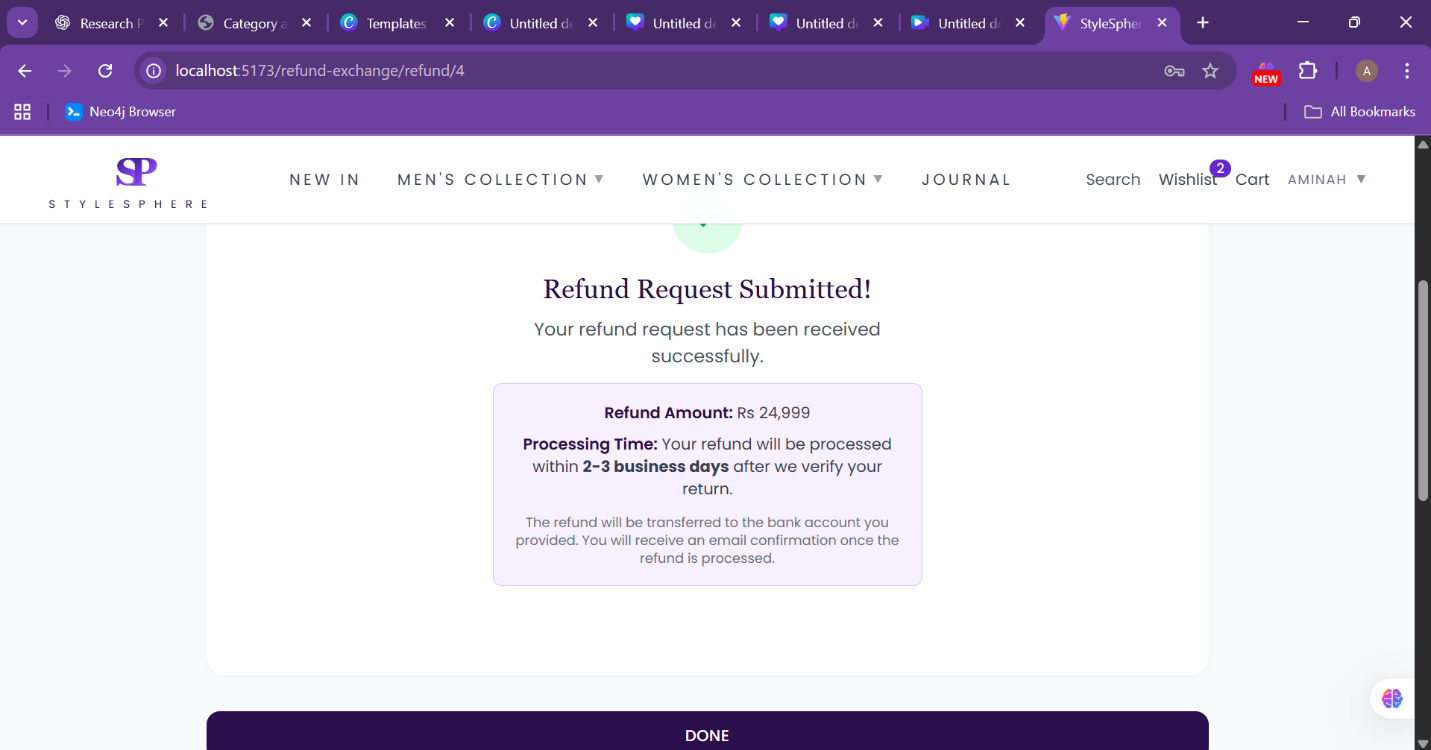 Research P
Category a
Templates
Untitled de
Untitled de
Untitled de
Untitled de
StyleSpher
localhost:5173/refund-exchange/refund/4
NEW
A
Neo4j Browser
All Bookmarks
SP
STYLESPHERE
NEW IN
MEN'S COLLECTION
WOMEN'S COLLECTION
JOURNAL
Search
Wishlist
2
Cart
AMINAH
Refund Request Submitted!
Your refund request has been received
successfully.
Refund Amount: Rs 24,999
Processing Time: Your refund will be processed
within 2-3 business days after we verify your
return.
The refund will be transferred to the bank account you
provided. You will receive an email confirmation once the
refund is processed.
DONE